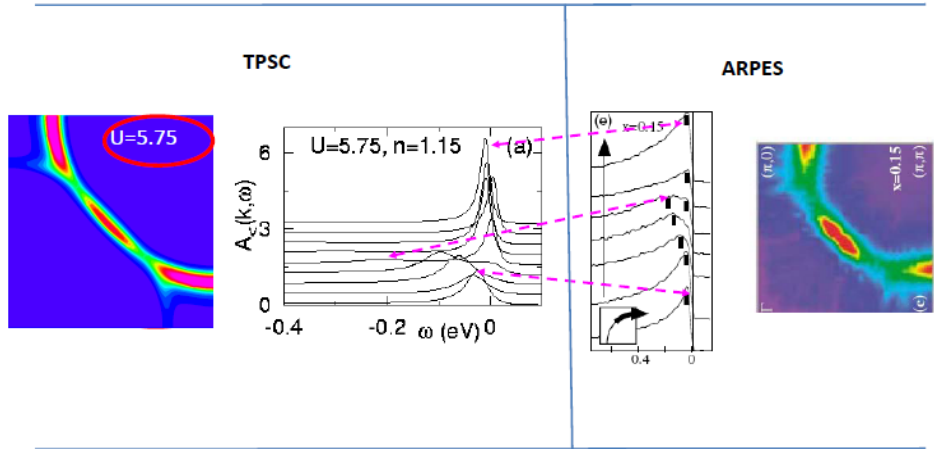 TPSC
ARPES
U=5.75
U=5.75, n=1.15 (a)
6
3
0
A<(k,ω)
-0.4 -0.2 0
ω (eV)
(e) x=0.15
0.4 0
(π,0)
(π,π)
x=0.15
Γ
(c)